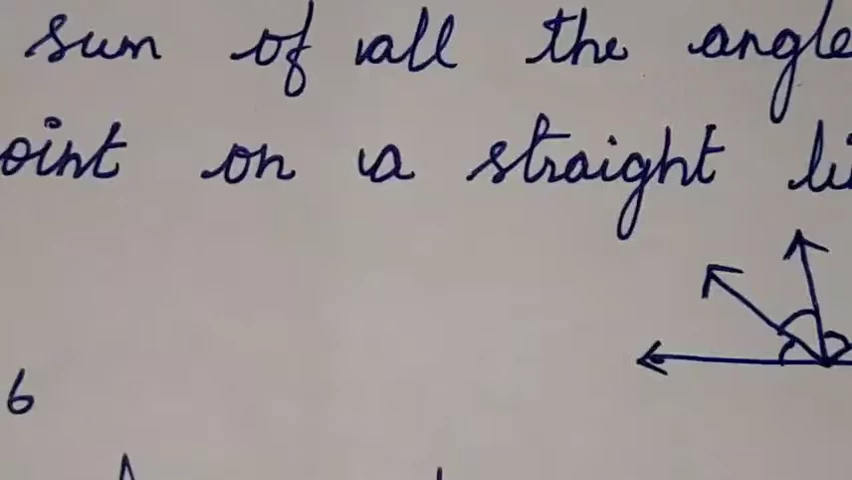 sum of all the angle
oint on a straight li
6